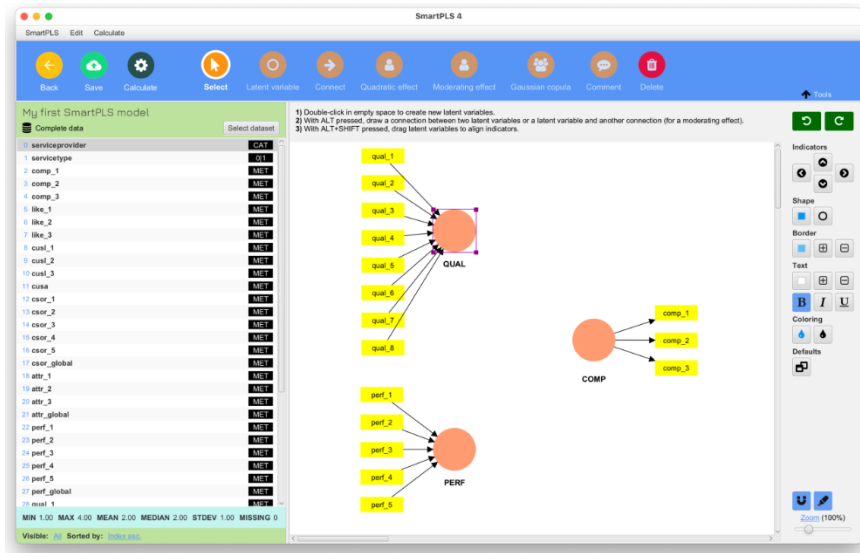 SmartPLS 4
SmartPLS Edit Calculate
Back Save Calculate Select Latent variable Connect Quadratic effect Moderating effect Gaussian copula Comment Delete
Tools
My first SmartPLS model
Complete data
Select dataset
0 serviceprovider CAT
1 servicetype 0|1
2 comp_1 MET
3 comp_2 MET
4 comp_3 MET
5 like_1 MET
6 like_2 MET
7 like_3 MET
8 cusl_1 MET
9 cusl_2 MET
10 cusl_3 MET
11 cusa MET
12 csor_1 MET
13 csor_2 MET
14 csor_3 MET
15 csor_4 MET
16 csor_5 MET
17 csor_global MET
18 attr_1 MET
19 attr_2 MET
20 attr_3 MET
21 attr_global MET
22 perf_1 MET
23 perf_2 MET
24 perf_3 MET
25 perf_4 MET
26 perf_5 MET
27 perf_global MET
28 qual_1 MET
MIN 1.00 MAX 4.00 MEAN 2.00 MEDIAN 2.00 STDEV 1.00 MISSING 0
Visible: All Sorted by: Index asc.
1) Double-click in empty space to create new latent variables.
2) With ALT pressed, draw a connection between two latent variables or a latent variable and another connection (for a moderating effect).
3) With ALT+SHIFT pressed, drag latent variables to align indicators.
qual_1
qual_2
qual_3
qual_4
qual_5
qual_6
qual_7
qual_8
QUAL
comp_1
comp_2
comp_3
COMP
perf_1
perf_2
perf_3
perf_4
perf_5
PERF
Indicators
Shape
Border
Text
B I U
Coloring
Defaults
Zoom (100%)